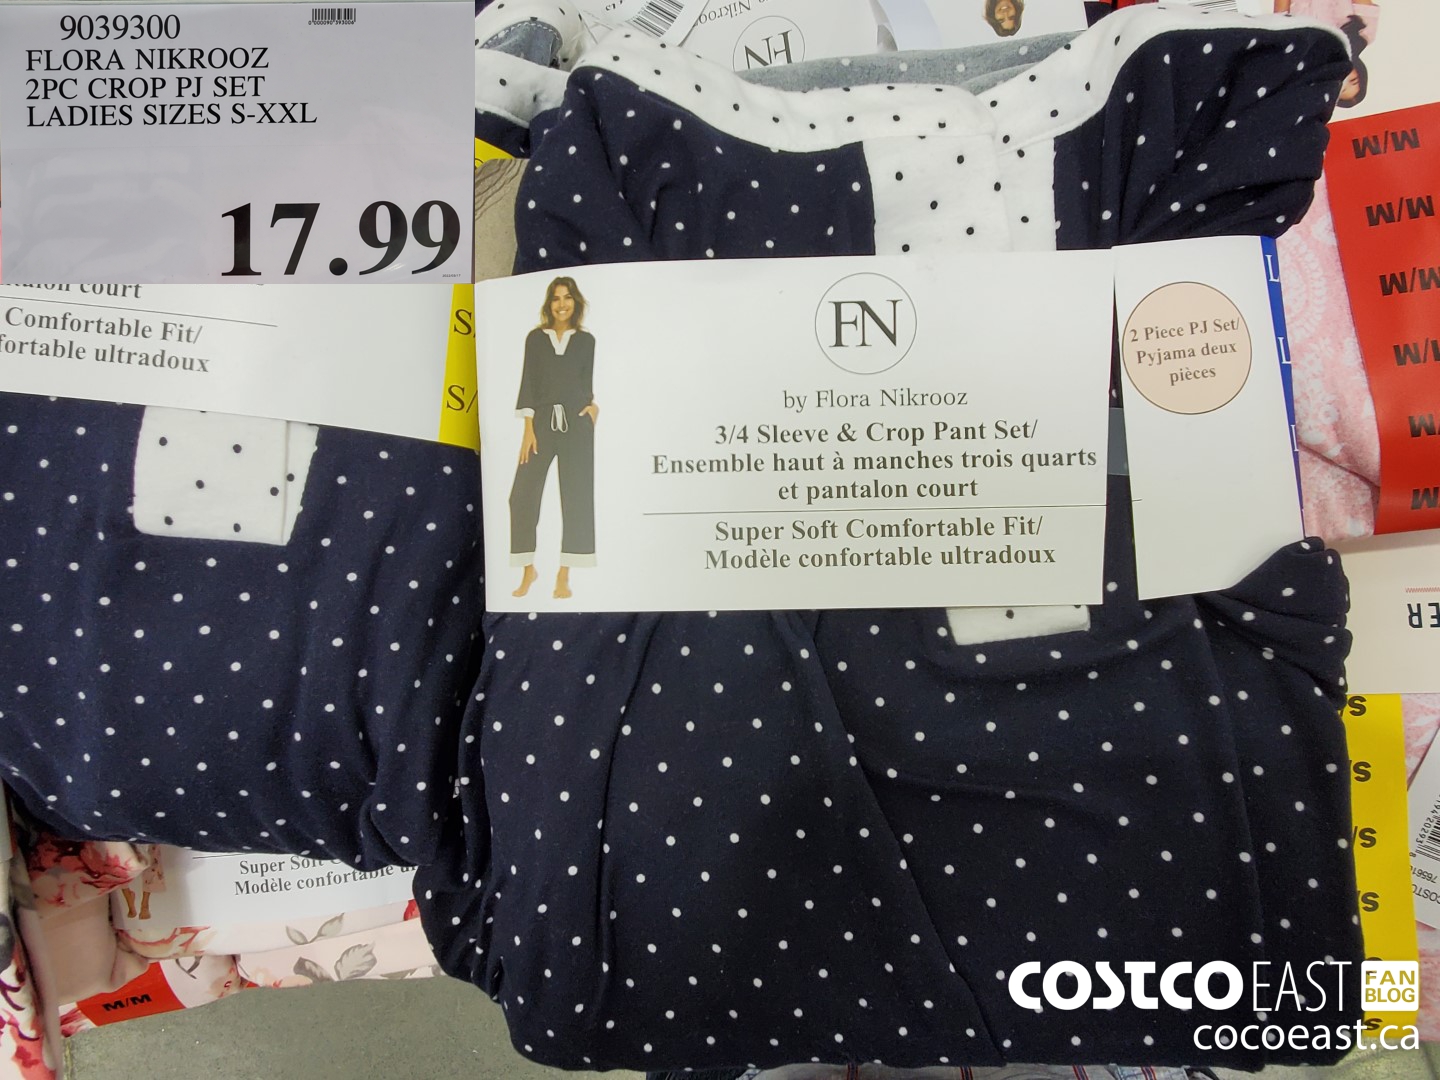 9039300
FLORA NIKROOZ
2PC CROP PJ SET
LADIES SIZES S-XXL
17.99
court
Comfortable Fit/
ultradoux
S
S/
FN
by Flora Nikrooz
3/4 Sleeve & Crop Pant Set/
Ensemble haut à manches trois quarts
et pantalon court
Super Soft Comfortable Fit/
Modèle confortable ultradoux
2 Piece PJ Set/
Pyjama deux
pièces
L
L
M/M
M/M
M/M
M/M
M/M
M/M
/S
/S
/S
/S
Super Soft
Modèle confortable
M/M
COSTCO EAST FAN BLOG
cocoeast.ca